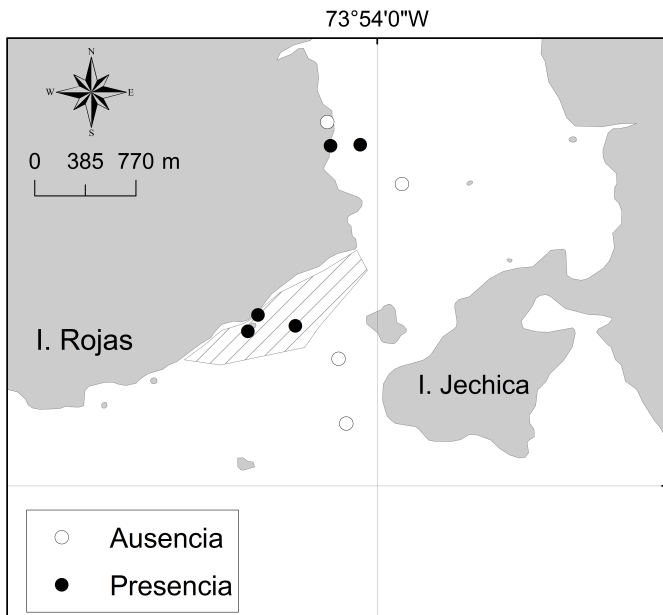 73°54'0"W
N
W E
S
0 385 770 m
I. Rojas
I. Jechica
Ausencia
Presencia